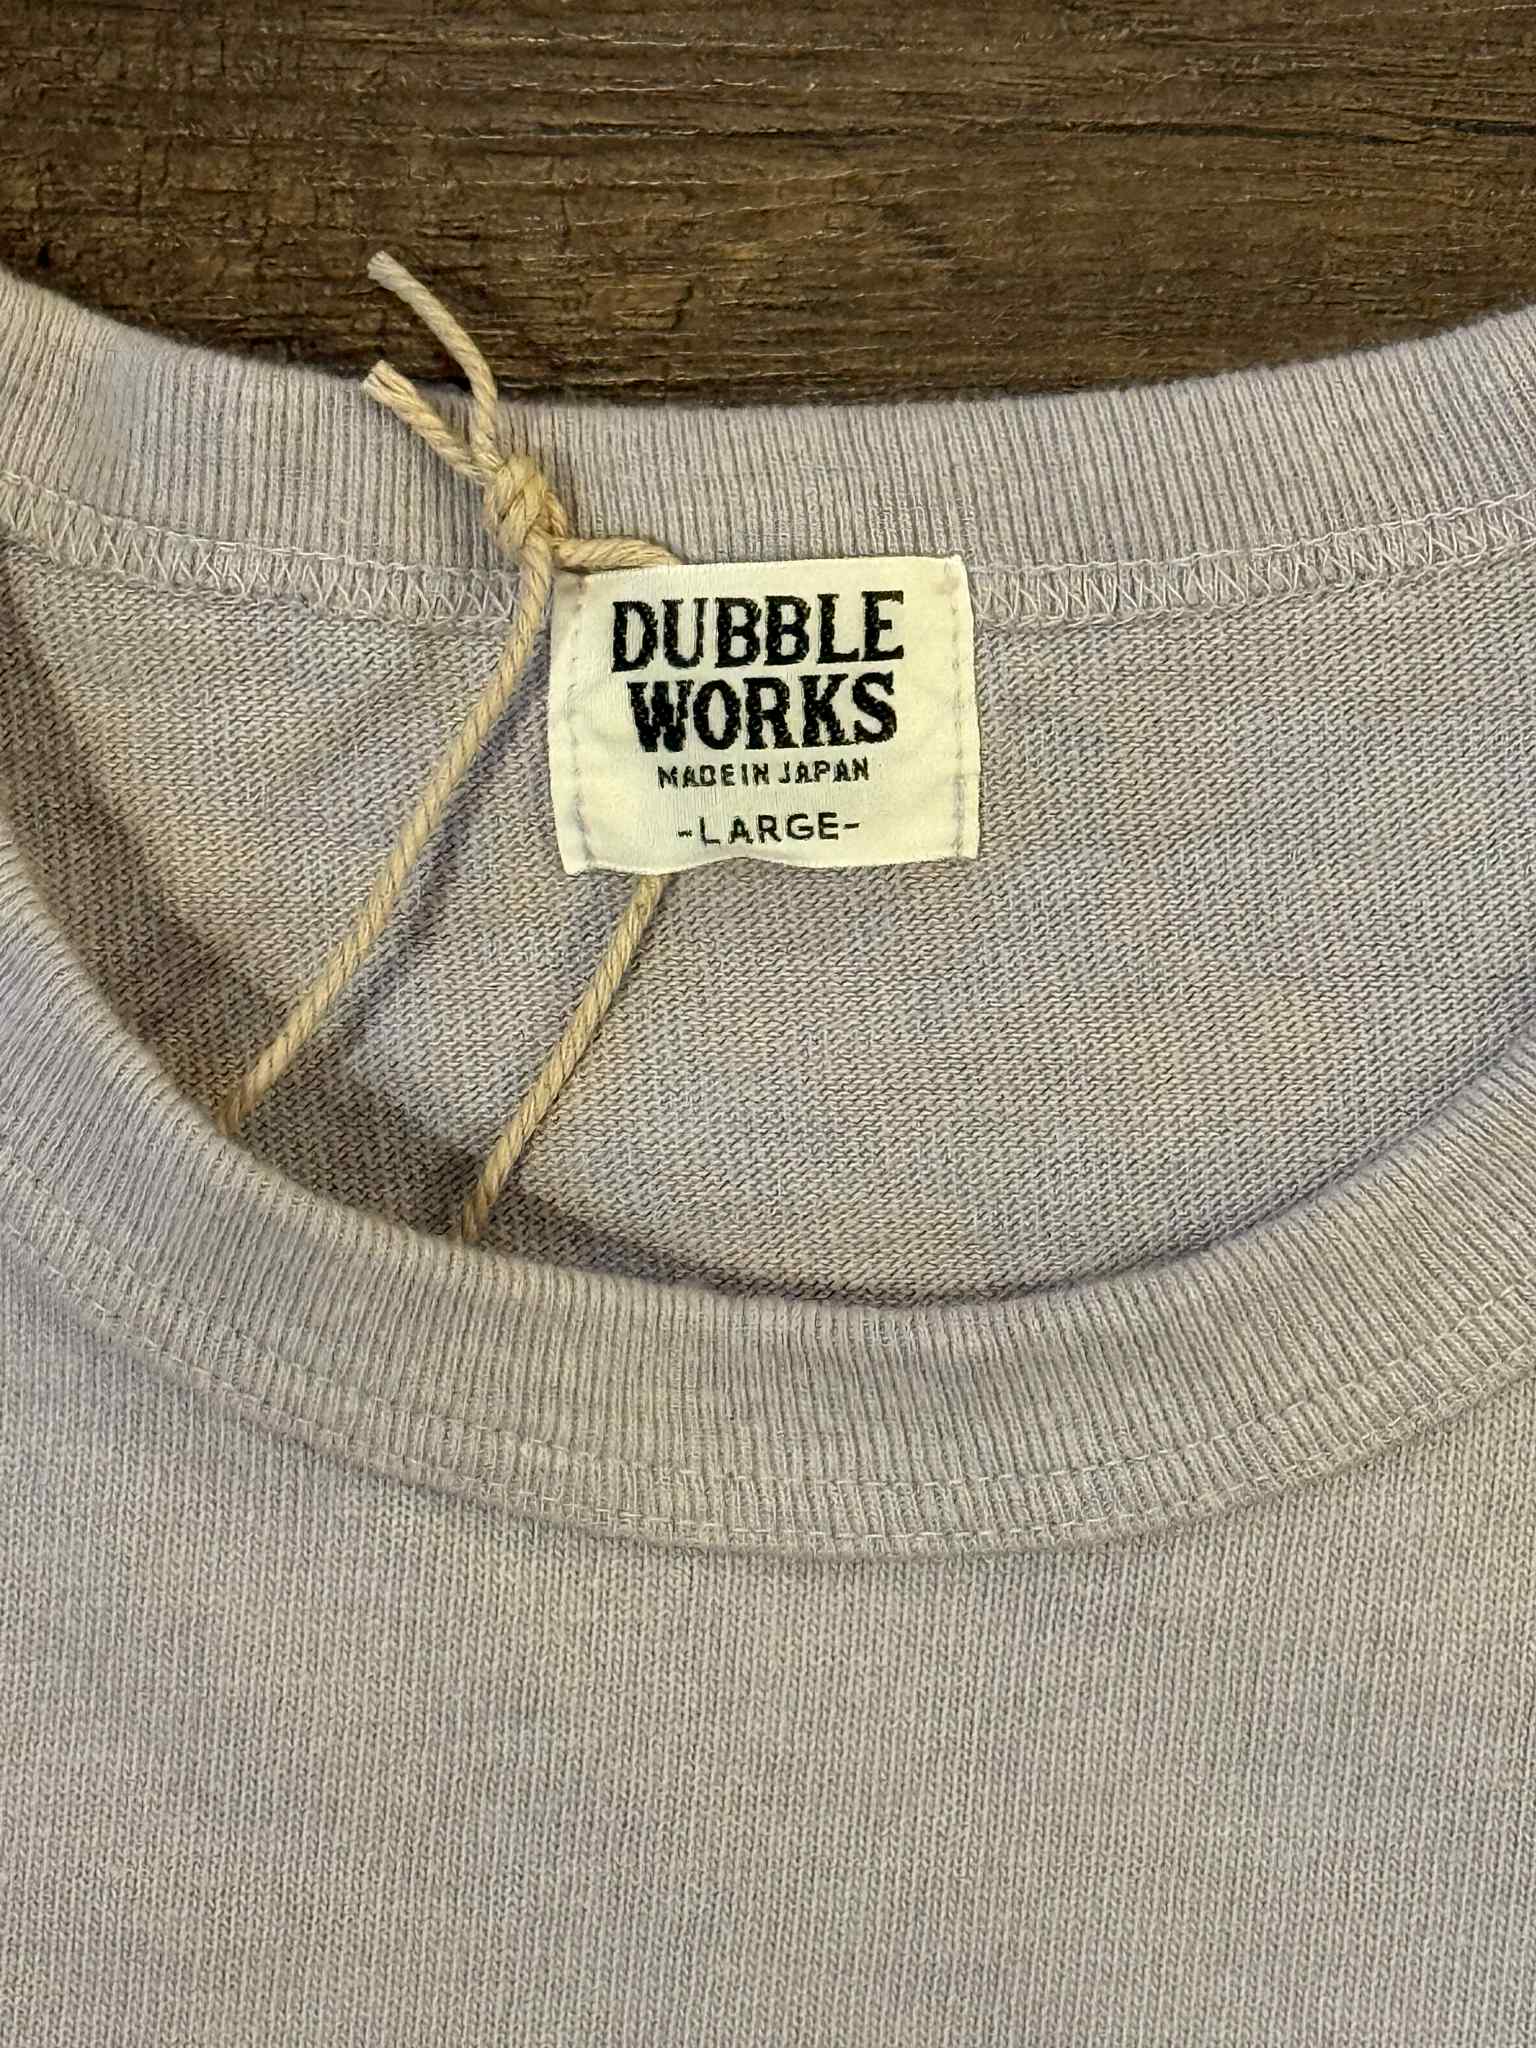 DUBBLE
WORKS
MADE IN JAPAN
-LARGE-